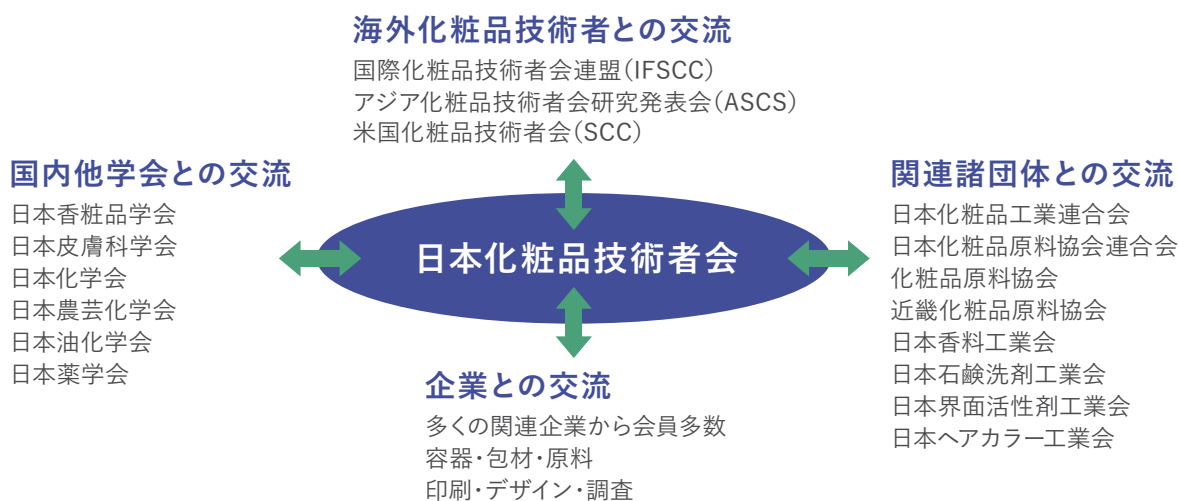 海外化粧品技術者との交流
国際化粧品技術者会連盟(IFSCC)
アジア化粧品技術者会研究発表会(ASCS)
米国化粧品技術者会(SCC)
国内他学会との交流
日本香粧品学会
日本皮膚科学会
日本化学会
日本農芸化学会
日本油化学会
日本薬学会
日本化粧品技術者会
関連諸団体との交流
日本化粧品工業連合会
日本化粧品原料協会連合会
化粧品原料協会
近畿化粧品原料協会
日本香料工業会
日本石鹸洗剤工業会
日本界面活性剤工業会
日本ヘアカラー工業会
企業との交流
多くの関連企業から会員多数
容器・包材・原料
印刷・デザイン・調査